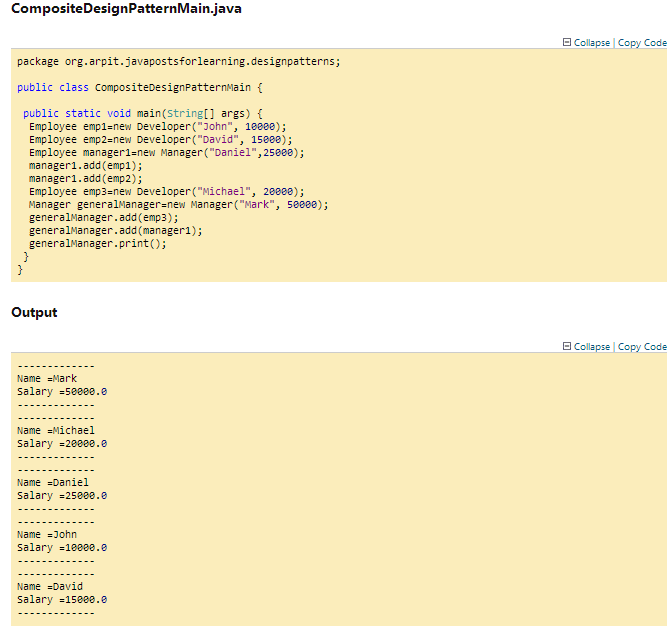 CompositeDesignPatternMain.java
Collapse | Copy Code
package org.arpit.javapostsforlearning.designpatterns;
public class CompositeDesignPatternMain {
public static void main(String[] args) {
Employee emp1=new Developer("John", 10000);
Employee emp2=new Developer("David", 15000);
Employee manager1=new Manager("Daniel",25000);
manager1.add(emp1);
manager1.add(emp2);
Employee emp3=new Developer("Michael", 20000);
Manager generalManager=new Manager("Mark", 50000);
generalManager.add(emp3);
generalManager.add(manager1);
generalManager.print();
}
}
Output
Collapse | Copy Code
-------------
Name =Mark
Salary =50000.0
-------------
-------------
Name =Michael
Salary =20000.0
-------------
-------------
Name =Daniel
Salary =25000.0
-------------
-------------
Name =John
Salary =10000.0
-------------
-------------
Name =David
Salary =15000.0
-------------